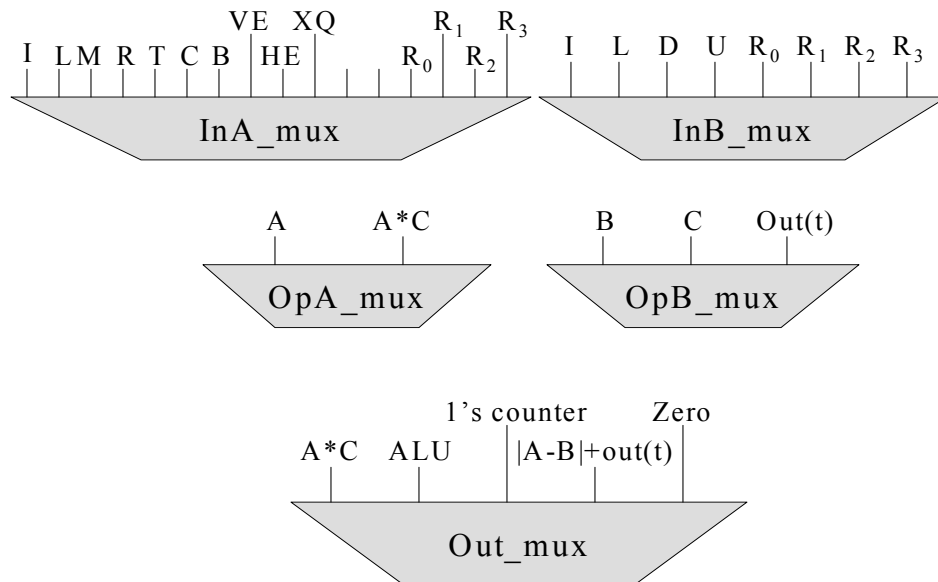 VE XQ R₁ R₃
I L M R T C B HE R₀ R₂
I L D U R₀ R₁ R₂ R₃
InA_mux InB_mux
A A*C B C Out(t)
OpA_mux OpB_mux
1's counter Zero
A*C ALU |A-B|+out(t)
Out_mux